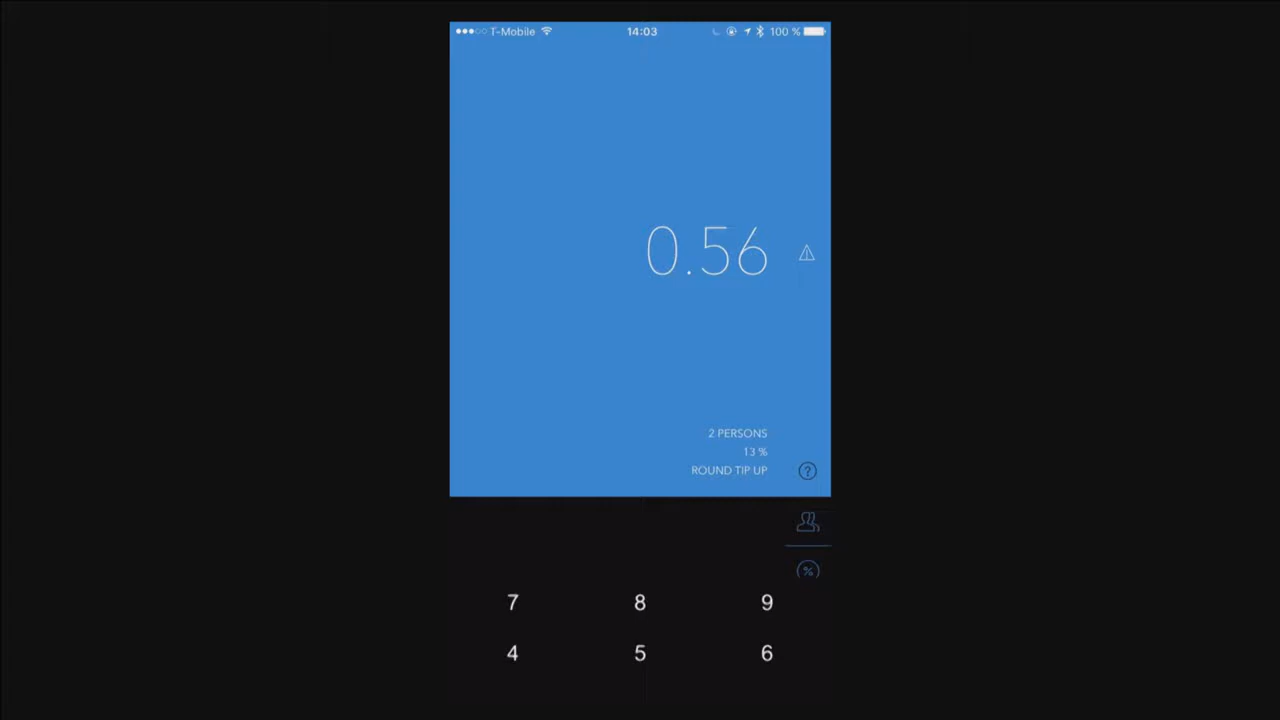 T-Mobile 14:03 100 %
0.56
2 PERSONS
13 %
ROUND TIP UP
?
%
7 8 9
4 5 6